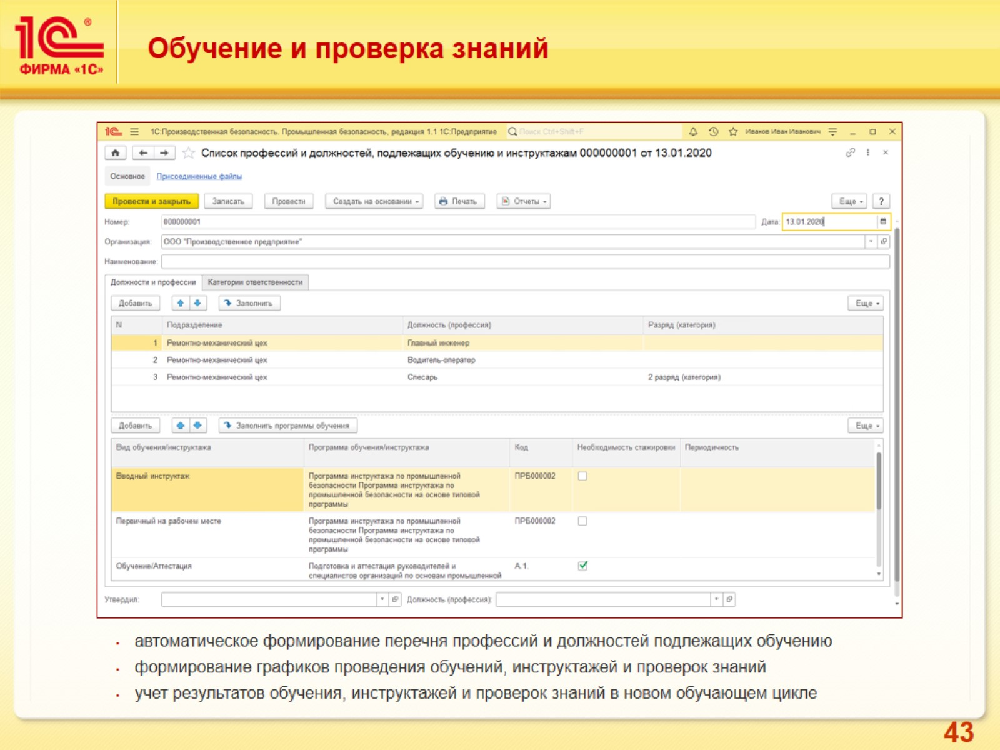 1С®
ФИРМА «1С»
Обучение и проверка знаний
1С:Производственная безопасность. Промышленная безопасность, редакция 1.1 1С:Предприятие
Поиск Ctrl+Shift+F
Иванов Иван Иванович
Список профессий и должностей, подлежащих обучению и инструктажам 000000001 от 13.01.2020
Основное Присоединенные файлы
Провести и закрыть Записать Провести Создать на основании Печать Отчеты Еще ?
Номер: 000000001 Дата: 13.01.2020
Организация: ООО "Производственное предприятие"
Наименование:
Должности и профессии Категории ответственности
Добавить Заполнить Еще
N Подразделение Должность (профессия) Разряд (категория)
1 Ремонтно-механический цех Главный инженер
2 Ремонтно-механический цех Водитель-оператор
3 Ремонтно-механический цех Слесарь 2 разряд (категория)
Добавить Заполнить программы обучения Еще
Вид обучения/инструктажа Программа обучения/инструктажа Код Необходимость стажировки Периодичность
Вводный инструктаж Программа инструктажа по промышленной ПРБ000002
безопасности Программа инструктажа по
промышленной безопасности на основе типовой
программы
Первичный на рабочем месте Программа инструктажа по промышленной ПРБ000002
безопасности Программа инструктажа по
промышленной безопасности на основе типовой
программы
Обучение/Аттестация Подготовка и аттестация руководителей и А.1.
специалистов организаций по основам промышленной
Утвердил: Должность (профессия):
автоматическое формирование перечня профессий и должностей подлежащих обучению
формирование графиков проведения обучений, инструктажей и проверок знаний
учет результатов обучения, инструктажей и проверок знаний в новом обучающем цикле
43